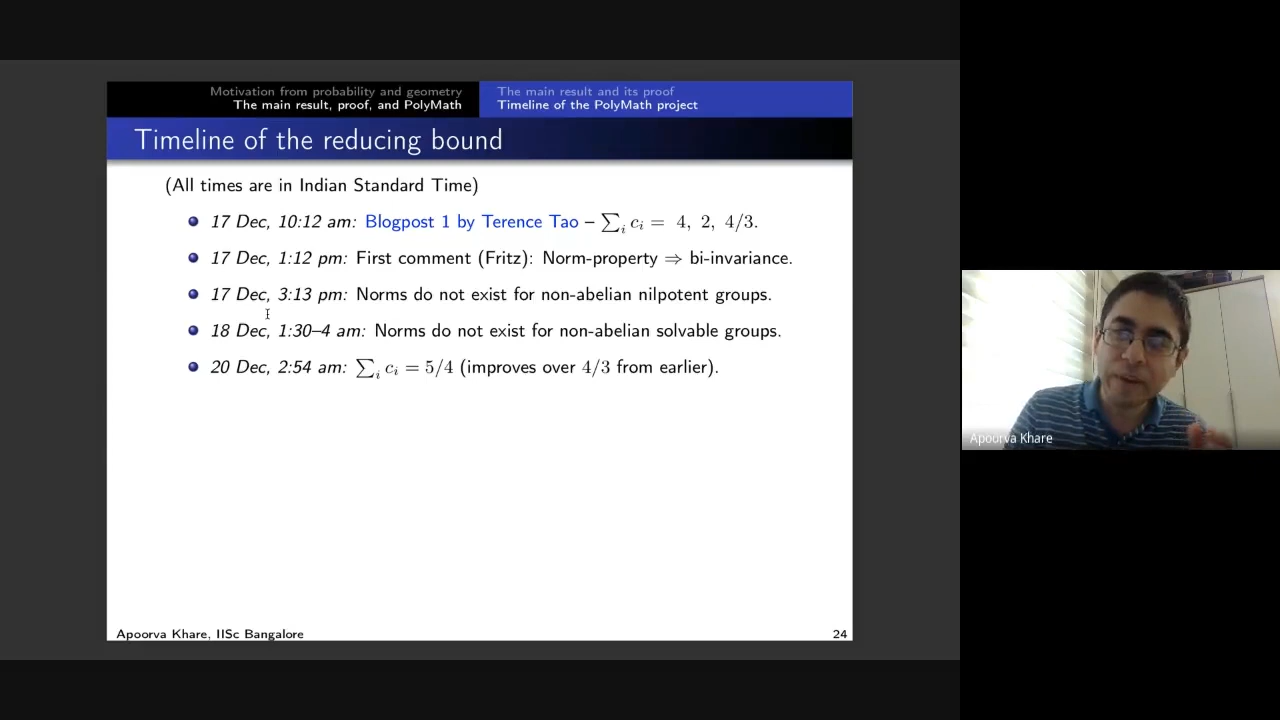 Motivation from probability and geometry
The main result, proof, and PolyMath
The main result and its proof
Timeline of the PolyMath project
Timeline of the reducing bound
(All times are in Indian Standard Time)
17 Dec, 10:12 am: Blogpost 1 by Terence Tao – ∑ᵢ cᵢ = 4, 2, 4/3.
17 Dec, 1:12 pm: First comment (Fritz): Norm-property ⇒ bi-invariance.
17 Dec, 3:13 pm: Norms do not exist for non-abelian nilpotent groups.
18 Dec, 1:30–4 am: Norms do not exist for non-abelian solvable groups.
20 Dec, 2:54 am: ∑ᵢ cᵢ = 5/4 (improves over 4/3 from earlier).
Apoorva Khare
Apoorva Khare, IISc Bangalore
24